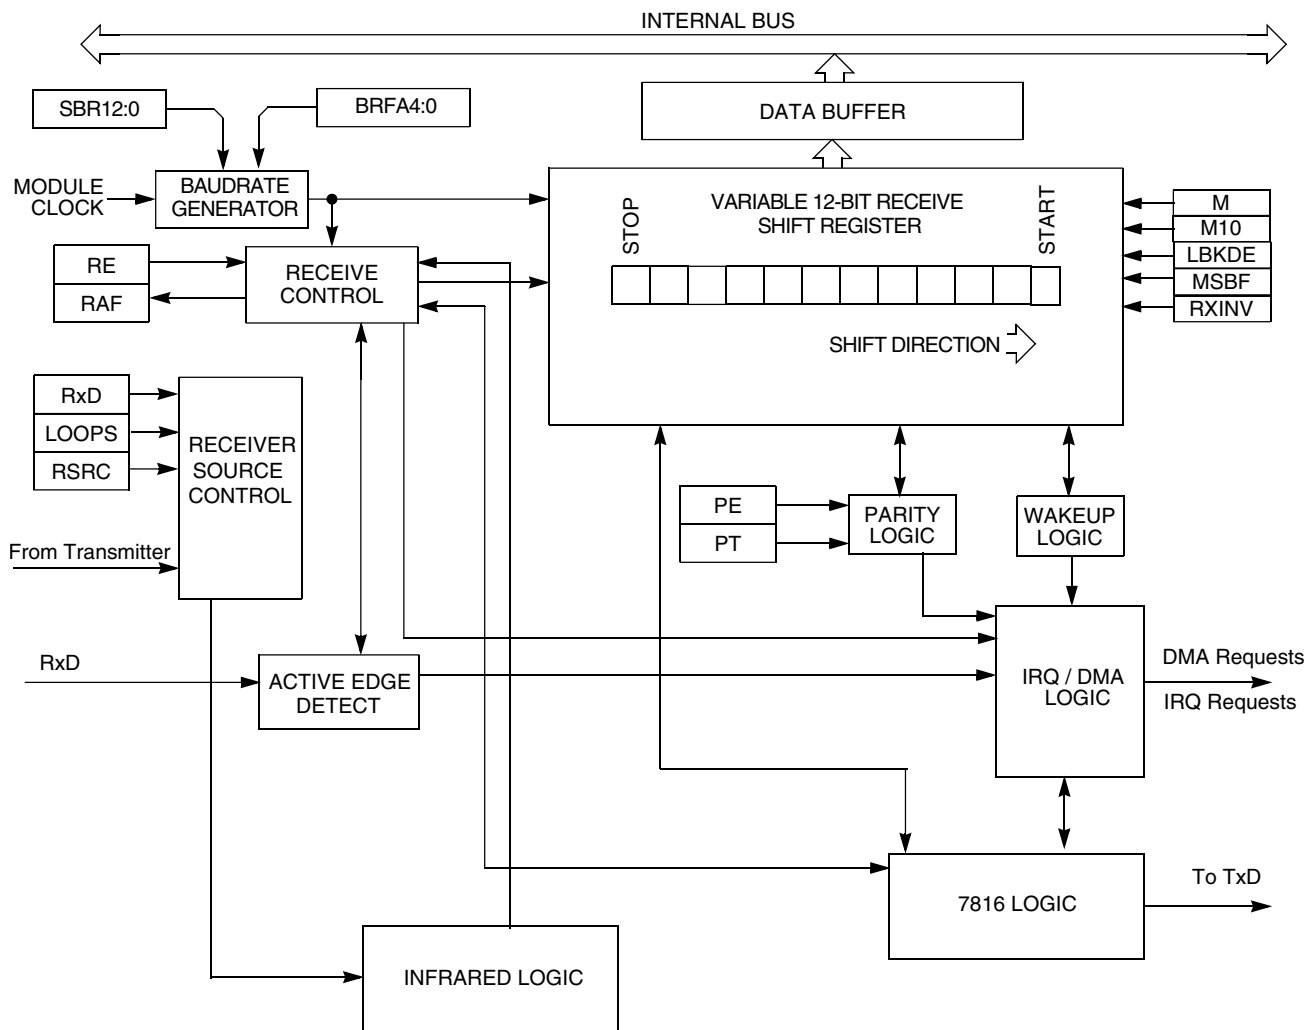 INTERNAL BUS
SBR12:0
BRFA4:0
DATA BUFFER
MODULE
CLOCK
BAUDRATE
GENERATOR
STOP
VARIABLE 12-BIT RECEIVE
SHIFT REGISTER
START
M
M10
LBKDE
MSBF
RXINV
RE
RAF
RECEIVE
CONTROL
SHIFT DIRECTION
RxD
LOOPS
RSRC
RECEIVER
SOURCE
CONTROL
From Transmitter
PE
PT
PARITY
LOGIC
WAKEUP
LOGIC
RxD
ACTIVE EDGE
DETECT
IRQ / DMA
LOGIC
DMA Requests
IRQ Requests
7816 LOGIC
To TxD
INFRARED LOGIC